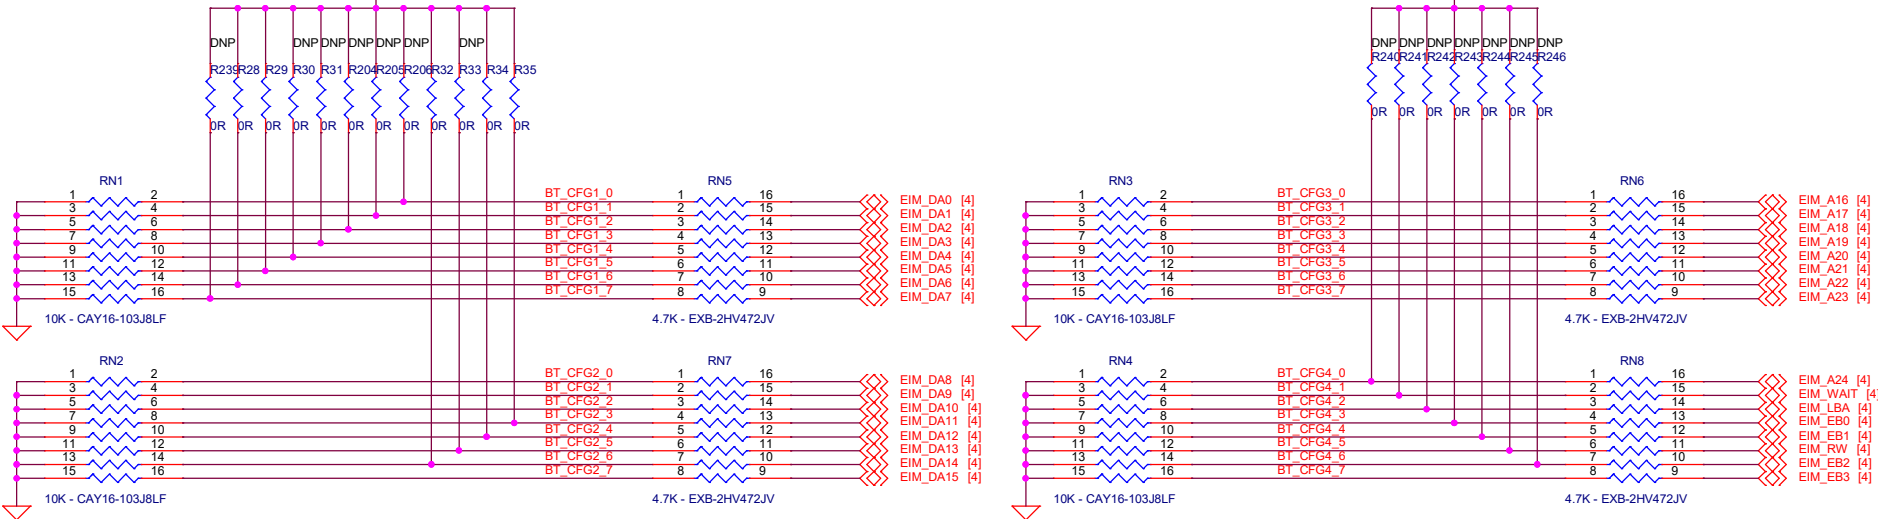 DNP DNP DNP DNP DNP DNP DNP
R239 R28 R29 R30 R31 R204 R205 R206 R32 R33 R34 R35
0R 0R 0R 0R 0R 0R 0R 0R 0R 0R 0R 0R
DNP DNP DNP DNP DNP DNP DNP
R240 R241 R242 R243 R244 R245 R246
0R 0R 0R 0R 0R 0R 0R
RN1 RN5
1 2 BT_CFG1_0 1 16 EIM_DA0 [4]
3 4 BT_CFG1_1 2 15 EIM_DA1 [4]
5 6 BT_CFG1_2 3 14 EIM_DA2 [4]
7 8 BT_CFG1_3 4 13 EIM_DA3 [4]
9 10 BT_CFG1_4 5 12 EIM_DA4 [4]
11 12 BT_CFG1_5 6 11 EIM_DA5 [4]
13 14 BT_CFG1_6 7 10 EIM_DA6 [4]
15 16 BT_CFG1_7 8 9 EIM_DA7 [4]
10K - CAY16-103J8LF 4.7K - EXB-2HV472JV
RN3 RN6
1 2 BT_CFG3_0 1 16 EIM_A16 [4]
3 4 BT_CFG3_1 2 15 EIM_A17 [4]
5 6 BT_CFG3_2 3 14 EIM_A18 [4]
7 8 BT_CFG3_3 4 13 EIM_A19 [4]
9 10 BT_CFG3_4 5 12 EIM_A20 [4]
11 12 BT_CFG3_5 6 11 EIM_A21 [4]
13 14 BT_CFG3_6 7 10 EIM_A22 [4]
15 16 BT_CFG3_7 8 9 EIM_A23 [4]
10K - CAY16-103J8LF 4.7K - EXB-2HV472JV
RN2 RN7
1 2 BT_CFG2_0 1 16 EIM_DA8 [4]
3 4 BT_CFG2_1 2 15 EIM_DA9 [4]
5 6 BT_CFG2_2 3 14 EIM_DA10 [4]
7 8 BT_CFG2_3 4 13 EIM_DA11 [4]
9 10 BT_CFG2_4 5 12 EIM_DA12 [4]
11 12 BT_CFG2_5 6 11 EIM_DA13 [4]
13 14 BT_CFG2_6 7 10 EIM_DA14 [4]
15 16 BT_CFG2_7 8 9 EIM_DA15 [4]
10K - CAY16-103J8LF 4.7K - EXB-2HV472JV
RN4 RN8
1 2 BT_CFG4_0 1 16 EIM_A24 [4]
3 4 BT_CFG4_1 2 15 EIM_WAIT [4]
5 6 BT_CFG4_2 3 14 EIM_LBA [4]
7 8 BT_CFG4_3 4 13 EIM_EB0 [4]
9 10 BT_CFG4_4 5 12 EIM_EB1 [4]
11 12 BT_CFG4_5 6 11 EIM_RW [4]
13 14 BT_CFG4_6 7 10 EIM_EB2 [4]
15 16 BT_CFG4_7 8 9 EIM_EB3 [4]
10K - CAY16-103J8LF 4.7K - EXB-2HV472JV